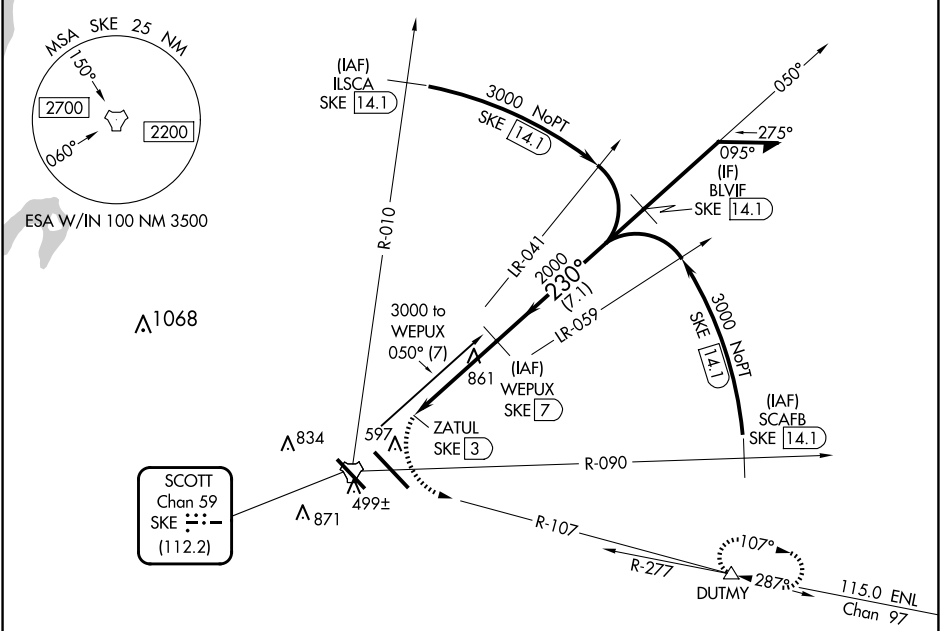 MSA SKE 25 NM
150°
2700
2200
060°
ESA W/IN 100 NM 3500
(IAF)
ILSCA
SKE 14.1
3000 NoPT
SKE 14.1
050°
275°
095°
(IF)
BLVIF
SKE 14.1
R-010
LR-041
2000
230°
(7.1)
LR-059
3000 NoPT
SKE 14.1
1068
3000 to
WEPUX
050° (7)
861
(IAF)
WEPUX
SKE 7
(IAF)
SCAFB
SKE 14.1
834
597
ZATUL
SKE 3
R-090
SCOTT
Chan 59
SKE
(112.2)
499±
871
R-107
R-277
107°
287°
DUTMY
115.0 ENL
Chan 97